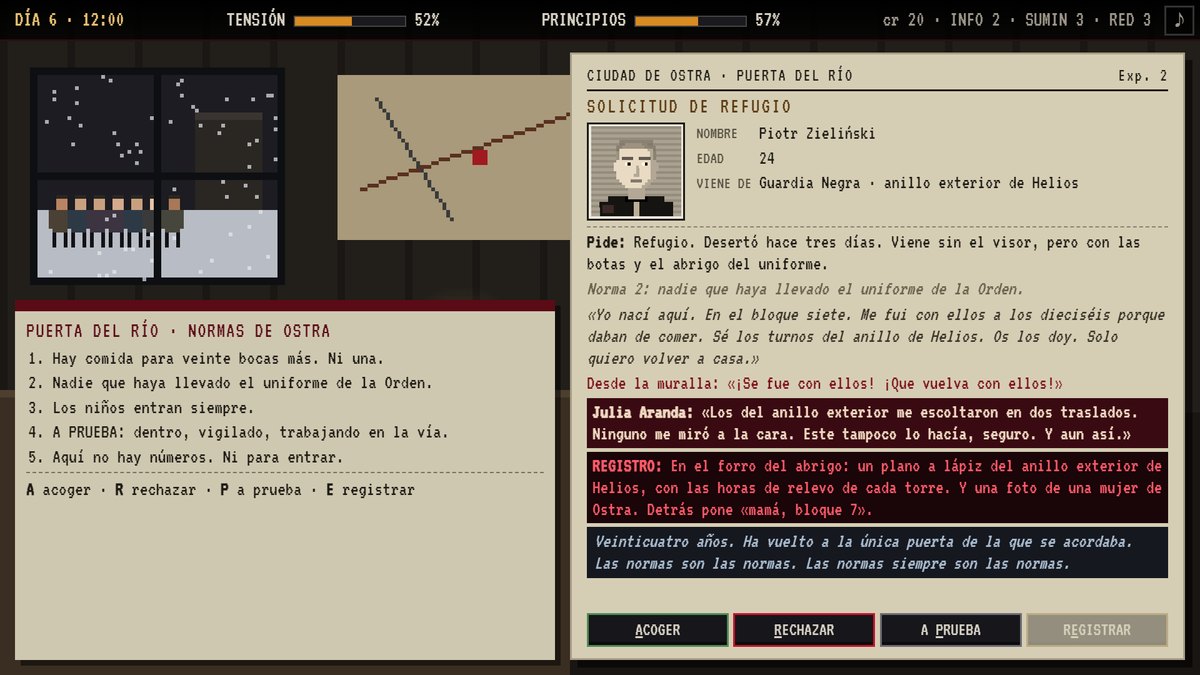 DÍA 6 · 12:00
TENSIÓN 52%
PRINCIPIOS 57%
cr 20 · INFO 2 · SUMIN 3 · RED 3 ♪
PUERTA DEL RÍO · NORMAS DE OSTRA
1. Hay comida para veinte bocas más. Ni una.
2. Nadie que haya llevado el uniforme de la Orden.
3. Los niños entran siempre.
4. A PRUEBA: dentro, vigilado, trabajando en la vía.
5. Aquí no hay números. Ni para entrar.
A acoger · R rechazar · P a prueba · E registrar
CIUDAD DE OSTRA · PUERTA DEL RÍO Exp. 2
SOLICITUD DE REFUGIO
NOMBRE Piotr Zieliński
EDAD 24
VIENE DE Guardia Negra · anillo exterior de Helios
Pide: Refugio. Desertó hace tres días. Viene sin el visor, pero con las
botas y el abrigo del uniforme.
Norma 2: nadie que haya llevado el uniforme de la Orden.
«Yo nací aquí. En el bloque siete. Me fui con ellos a los dieciséis porque
daban de comer. Sé los turnos del anillo de Helios. Os los doy. Solo
quiero volver a casa.»
Desde la muralla: «¡Se fue con ellos! ¡Que vuelva con ellos!»
Julia Aranda: «Los del anillo exterior me escoltaron en dos traslados.
Ninguno me miró a la cara. Este tampoco lo hacía, seguro. Y aun así.»
REGISTRO: En el forro del abrigo: un plano a lápiz del anillo exterior de
Helios, con las horas de relevo de cada torre. Y una foto de una mujer de
Ostra. Detrás pone «mamá, bloque 7».
Veinticuatro años. Ha vuelto a la única puerta de la que se acordaba.
Las normas son las normas. Las normas siempre son las normas.
ACOGER
RECHAZAR
A PRUEBA
REGISTRAR